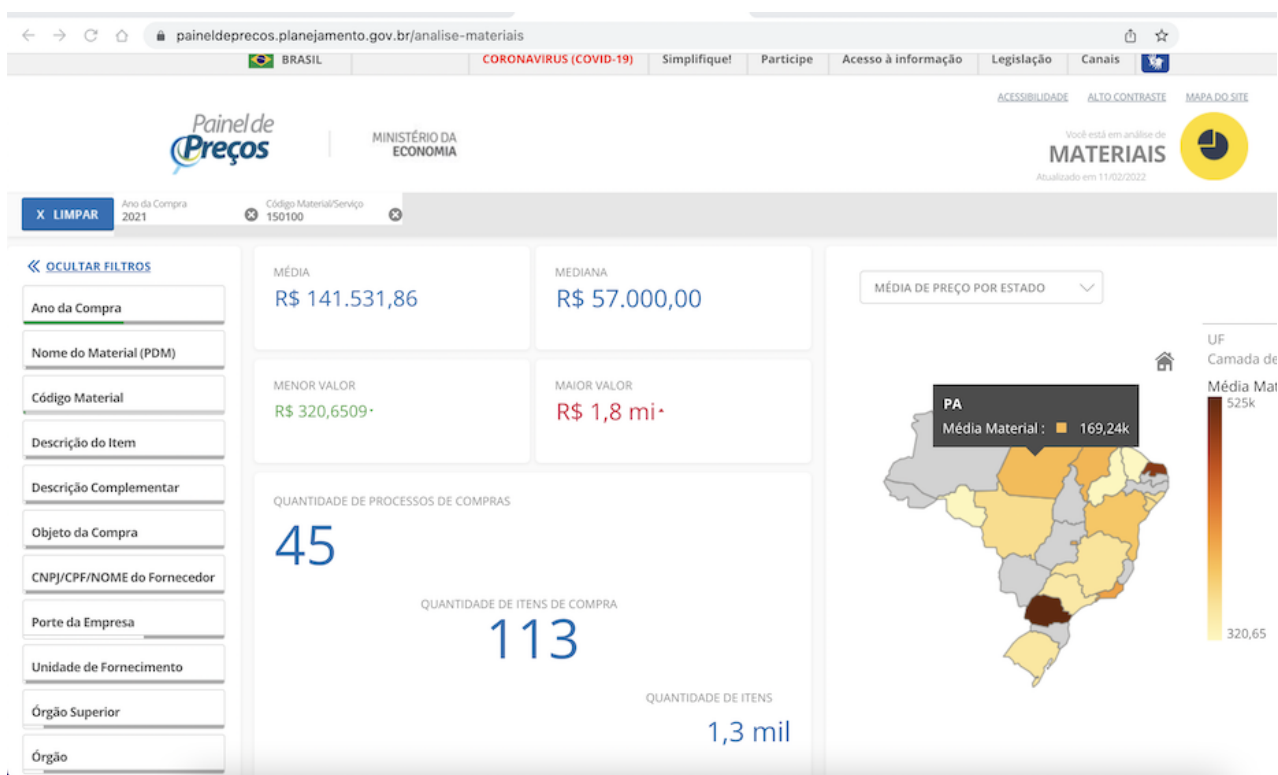 paineldeprecos.planejamento.gov.br/analise-materiais
BRASIL CORONAVÍRUS (COVID-19) Simplifique! Participe Acesso à informação Legislação Canais
ACESSIBILIDADE ALTO CONTRASTE MAPA DO SITE
Painel de
Preços
MINISTÉRIO DA
ECONOMIA
Você está em análise de
MATERIAIS
Atualizado em 11/02/2022
X LIMPAR
Ano da Compra
2021
Código Material/Serviço
150100
OCULTAR FILTROS
Ano da Compra
Nome do Material (PDM)
Código Material
Descrição do Item
Descrição Complementar
Objeto da Compra
CNPJ/CPF/NOME do Fornecedor
Porte da Empresa
Unidade de Fornecimento
Órgão Superior
Órgão
MÉDIA
R$ 141.531,86
MEDIANA
R$ 57.000,00
MENOR VALOR
R$ 320,6509
MAIOR VALOR
R$ 1,8 mi
QUANTIDADE DE PROCESSOS DE COMPRAS
45
QUANTIDADE DE ITENS DE COMPRA
113
QUANTIDADE DE ITENS
1,3 mil
MÉDIA DE PREÇO POR ESTADO
PA
Média Material : 169,24k
UF
Camada de
Média Mat
525k
320,65